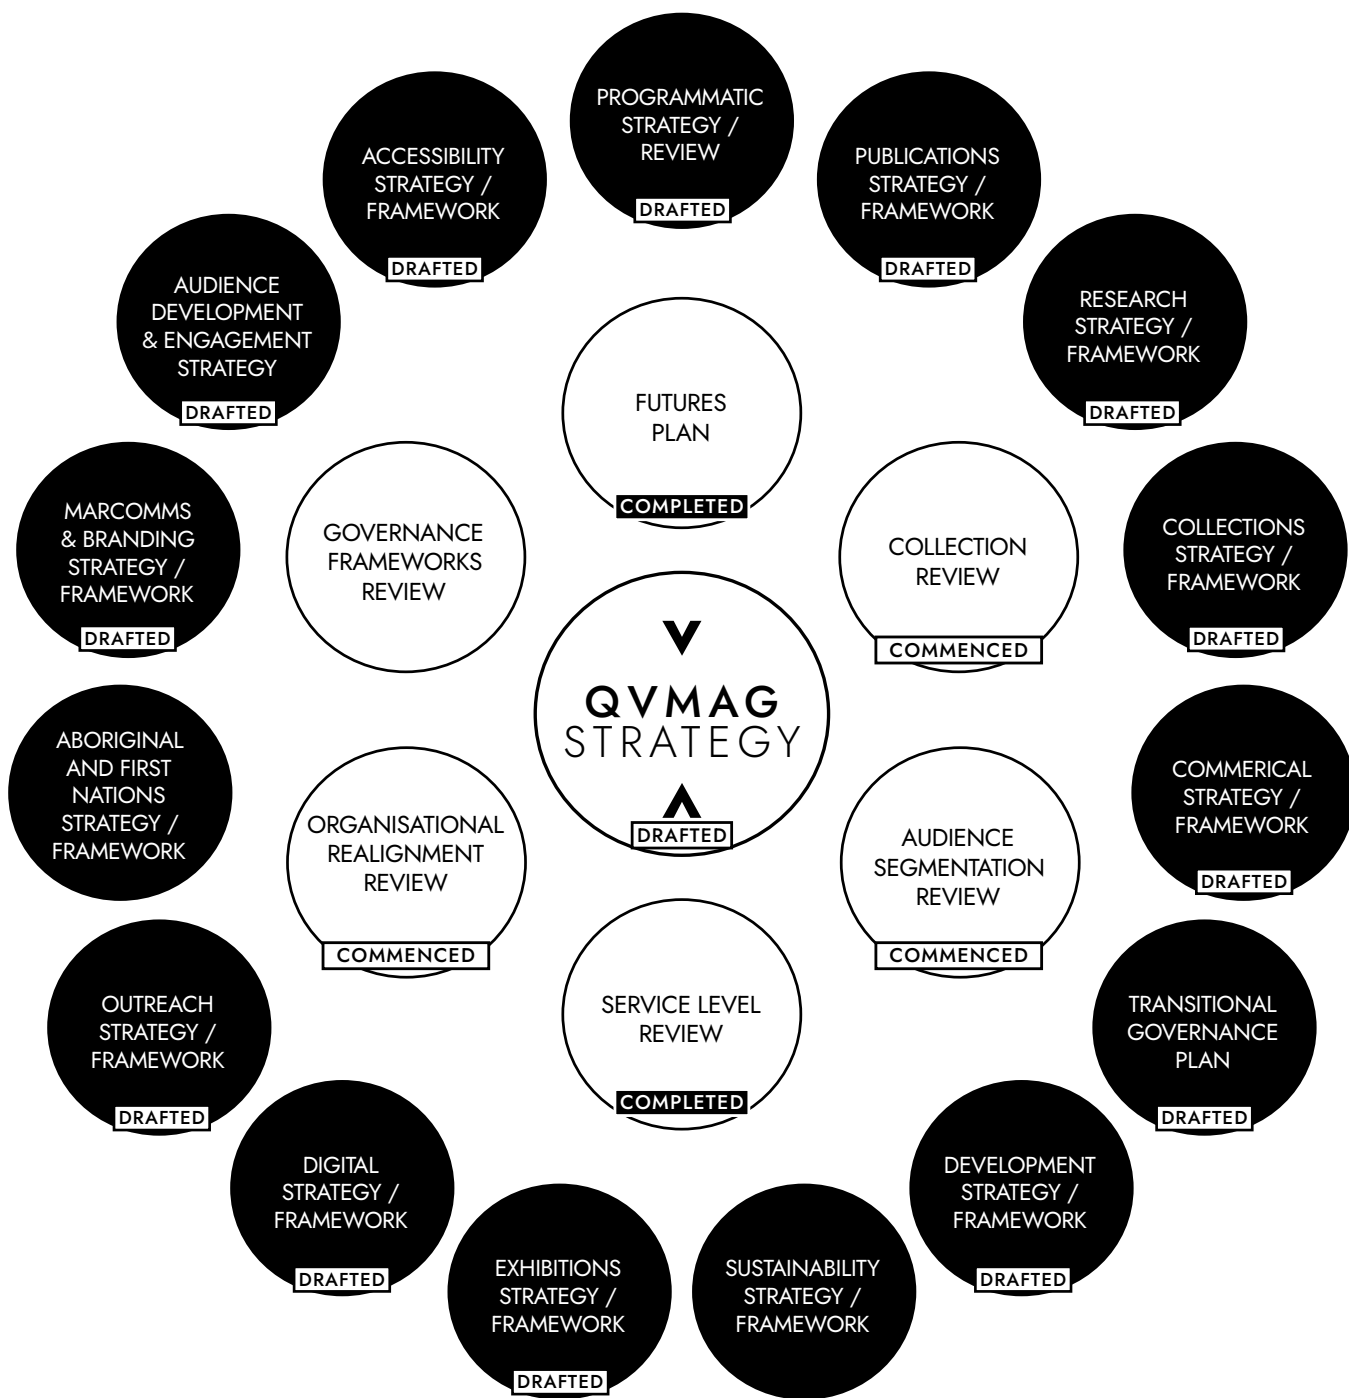 PROGRAMMATIC
STRATEGY /
REVIEW
DRAFTED
PUBLICATIONS
STRATEGY /
FRAMEWORK
DRAFTED
RESEARCH
STRATEGY /
FRAMEWORK
DRAFTED
COLLECTIONS
STRATEGY /
FRAMEWORK
DRAFTED
COMMERICAL
STRATEGY /
FRAMEWORK
DRAFTED
TRANSITIONAL
GOVERNANCE
PLAN
DRAFTED
DEVELOPMENT
STRATEGY /
FRAMEWORK
DRAFTED
SUSTAINABILITY
STRATEGY /
FRAMEWORK
EXHIBITIONS
STRATEGY /
FRAMEWORK
DRAFTED
DIGITAL
STRATEGY /
FRAMEWORK
DRAFTED
OUTREACH
STRATEGY /
FRAMEWORK
DRAFTED
ABORIGINAL
AND FIRST
NATIONS
STRATEGY /
FRAMEWORK
MARCOMMS
& BRANDING
STRATEGY /
FRAMEWORK
DRAFTED
AUDIENCE
DEVELOPMENT
& ENGAGEMENT
STRATEGY
DRAFTED
ACCESSIBILITY
STRATEGY /
FRAMEWORK
DRAFTED
FUTURES
PLAN
COMPLETED
COLLECTION
REVIEW
COMMENCED
AUDIENCE
SEGMENTATION
REVIEW
COMMENCED
SERVICE LEVEL
REVIEW
COMPLETED
ORGANISATIONAL
REALIGNMENT
REVIEW
COMMENCED
GOVERNANCE
FRAMEWORKS
REVIEW
QVMAG
STRATEGY
DRAFTED